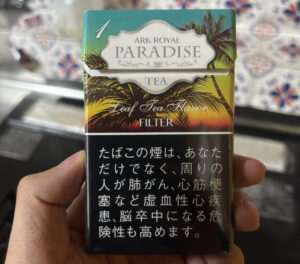 1
ARK ROYAL
PARADISE
TEA
Leaf Tea Flavor
FILTER
たばこの煙は、あなた
だけでなく、周りの
人が肺がん、心筋梗
塞など虚血性心疾
患、脳卒中になる危
険性も高めます。